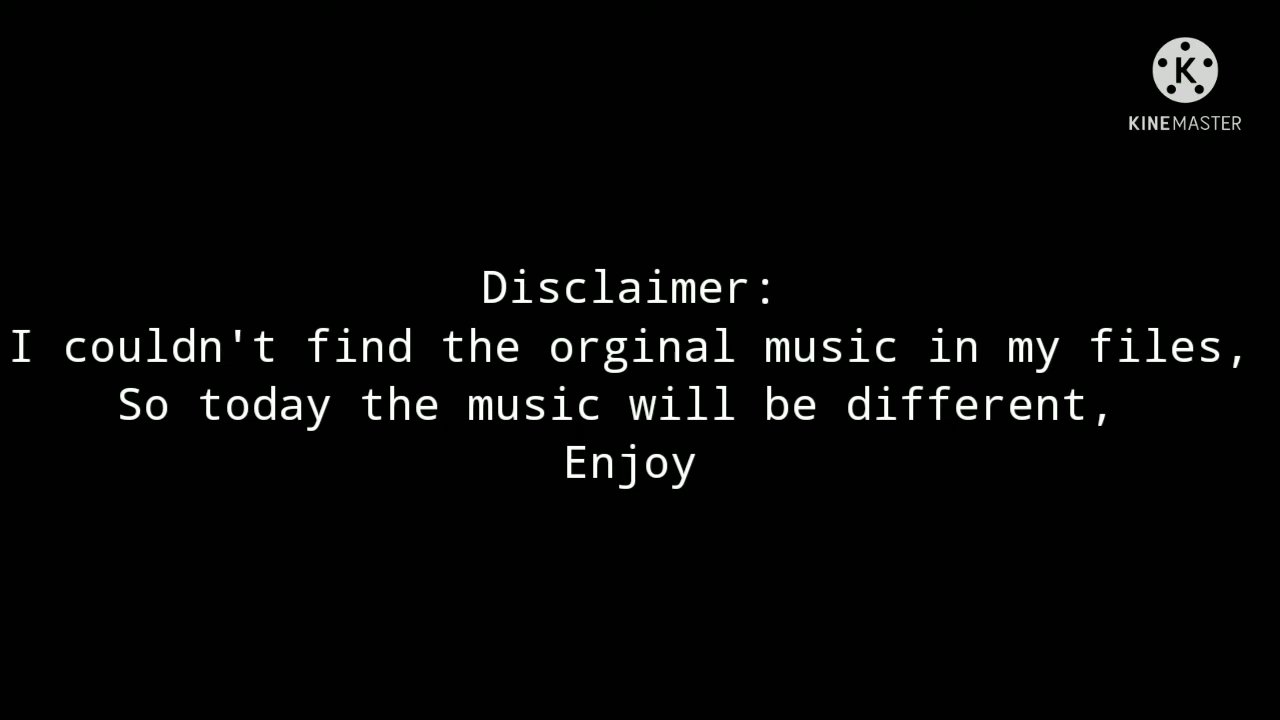 K
KINEMASTER
Disclaimer:
I couldn't find the orginal music in my files,
So today the music will be different,
Enjoy